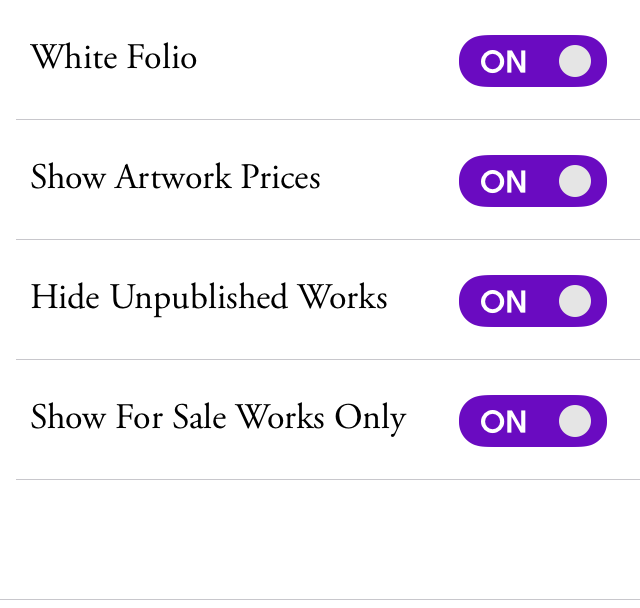 White Folio ON
Show Artwork Prices ON
Hide Unpublished Works ON
Show For Sale Works Only ON